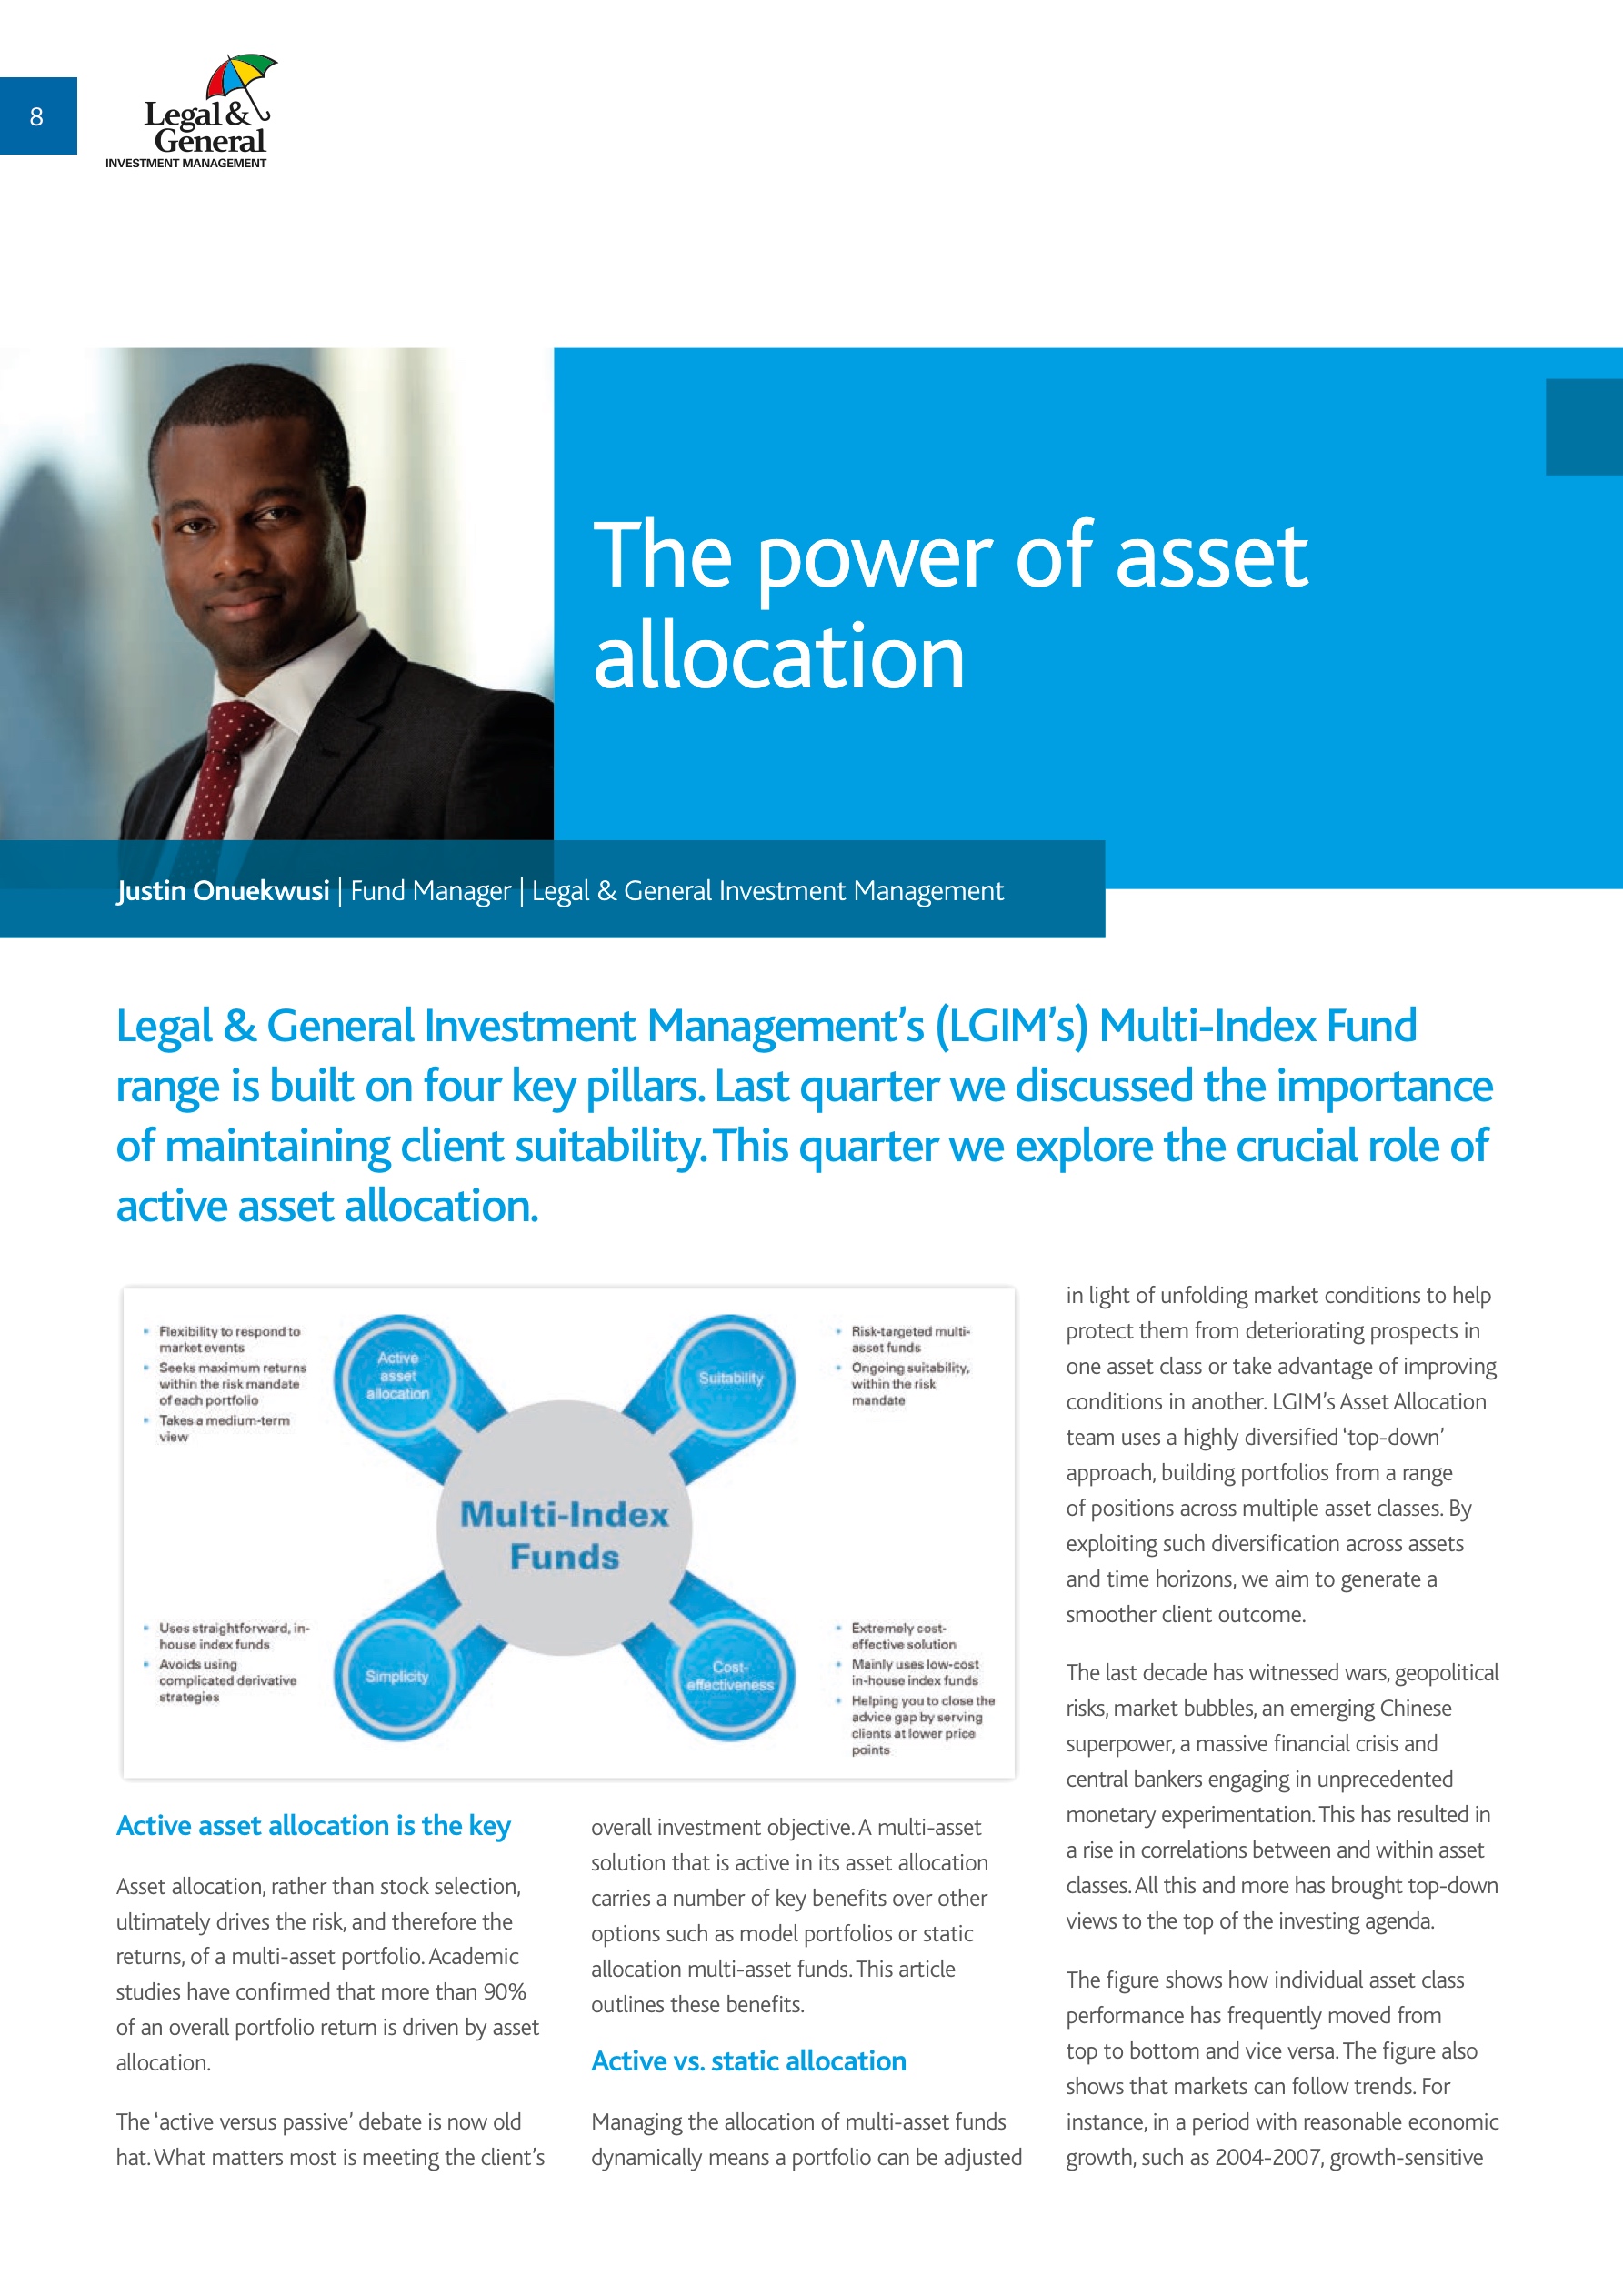 8
Legal &
General
INVESTMENT MANAGEMENT
The power of asset
allocation
Justin Onuekwusi | Fund Manager | Legal & General Investment Management
Legal & General Investment Management’s (LGIM’s) Multi-Index Fund
range is built on four key pillars. Last quarter we discussed the importance
of maintaining client suitability. This quarter we explore the crucial role of
active asset allocation.
• Flexibility to respond to
market events
• Seeks maximum returns
within the risk mandate
of each portfolio
• Takes a medium-term
view
Active
asset
allocation
Suitability
• Risk-targeted multi-
asset funds
• Ongoing suitability,
within the risk
mandate
Multi-Index
Funds
• Uses straightforward, in-
house index funds
• Avoids using
complicated derivative
strategies
Simplicity
Cost-
effectiveness
• Extremely cost-
effective solution
• Mainly uses low-cost
in-house index funds
• Helping you to close the
advice gap by serving
clients at lower price
points
Active asset allocation is the key
Asset allocation, rather than stock selection,
ultimately drives the risk, and therefore the
returns, of a multi-asset portfolio. Academic
studies have confirmed that more than 90%
of an overall portfolio return is driven by asset
allocation.
The ‘active versus passive’ debate is now old
hat. What matters most is meeting the client’s
overall investment objective. A multi-asset
solution that is active in its asset allocation
carries a number of key benefits over other
options such as model portfolios or static
allocation multi-asset funds. This article
outlines these benefits.
Active vs. static allocation
Managing the allocation of multi-asset funds
dynamically means a portfolio can be adjusted
in light of unfolding market conditions to help
protect them from deteriorating prospects in
one asset class or take advantage of improving
conditions in another. LGIM’s Asset Allocation
team uses a highly diversified ‘top-down’
approach, building portfolios from a range
of positions across multiple asset classes. By
exploiting such diversification across assets
and time horizons, we aim to generate a
smoother client outcome.
The last decade has witnessed wars, geopolitical
risks, market bubbles, an emerging Chinese
superpower, a massive financial crisis and
central bankers engaging in unprecedented
monetary experimentation. This has resulted in
a rise in correlations between and within asset
classes. All this and more has brought top-down
views to the top of the investing agenda.
The figure shows how individual asset class
performance has frequently moved from
top to bottom and vice versa. The figure also
shows that markets can follow trends. For
instance, in a period with reasonable economic
growth, such as 2004-2007, growth-sensitive